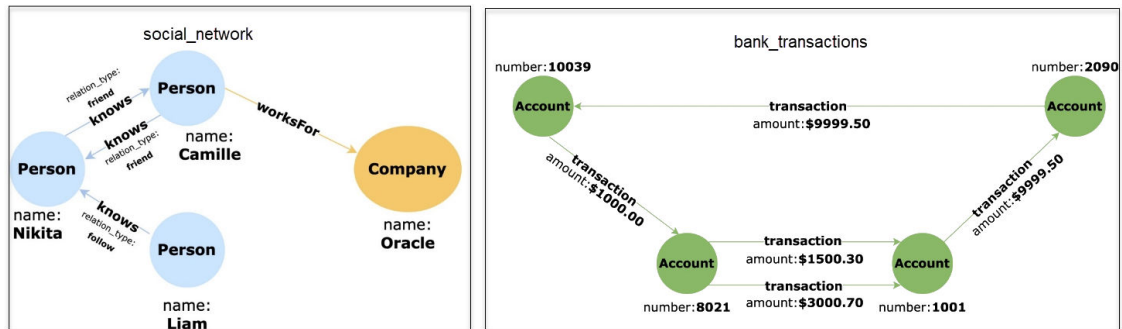 social_network
Person
name:
Camille
relation_type:
friend
knows
knows
relation_type:
friend
worksFor
Person
name:
Nikita
Company
name:
Oracle
knows
relation_type:
follow
Person
name:
Liam
bank_transactions
number:10039
Account
number:2090
Account
transaction
amount:$9999.50
transaction
amount:$1000.00
transaction
amount:$9999.50
Account
number:8021
transaction
amount:$1500.30
transaction
amount:$3000.70
Account
number:1001